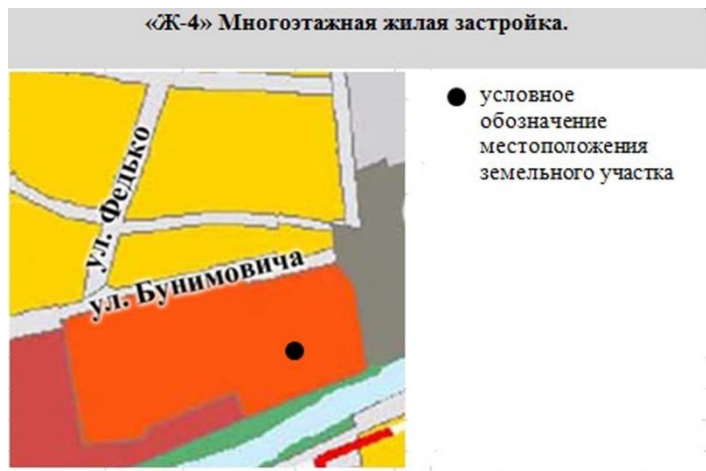 «Ж-4» Многоэтажная жилая застройка.
условное
обозначение
местоположения
земельного участка
ул. Федько
ул. Бунимовича